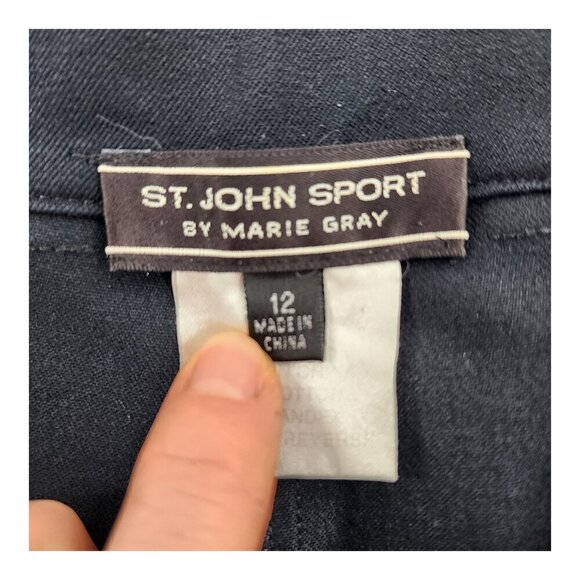 ST. JOHN SPORT
BY MARIE GRAY
12
MADE IN
CHINA